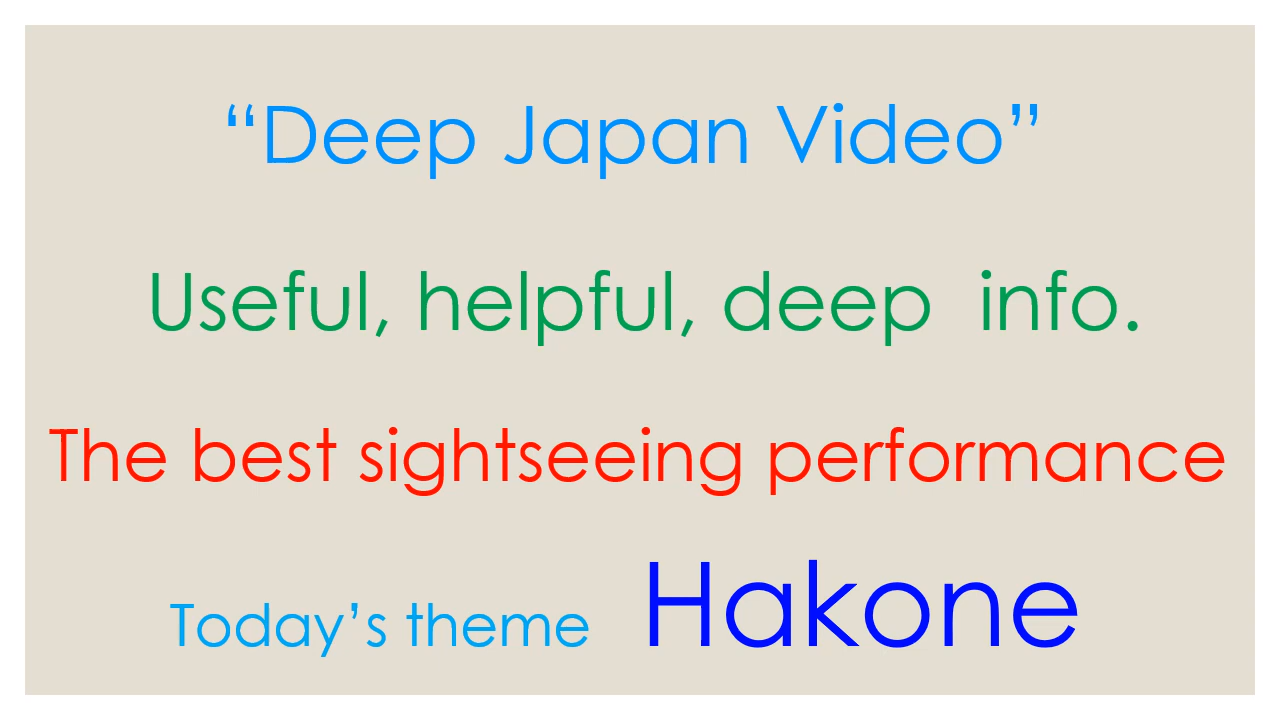 “Deep Japan Video”
Useful, helpful, deep  info.
The best sightseeing performance
Today’s theme  Hakone